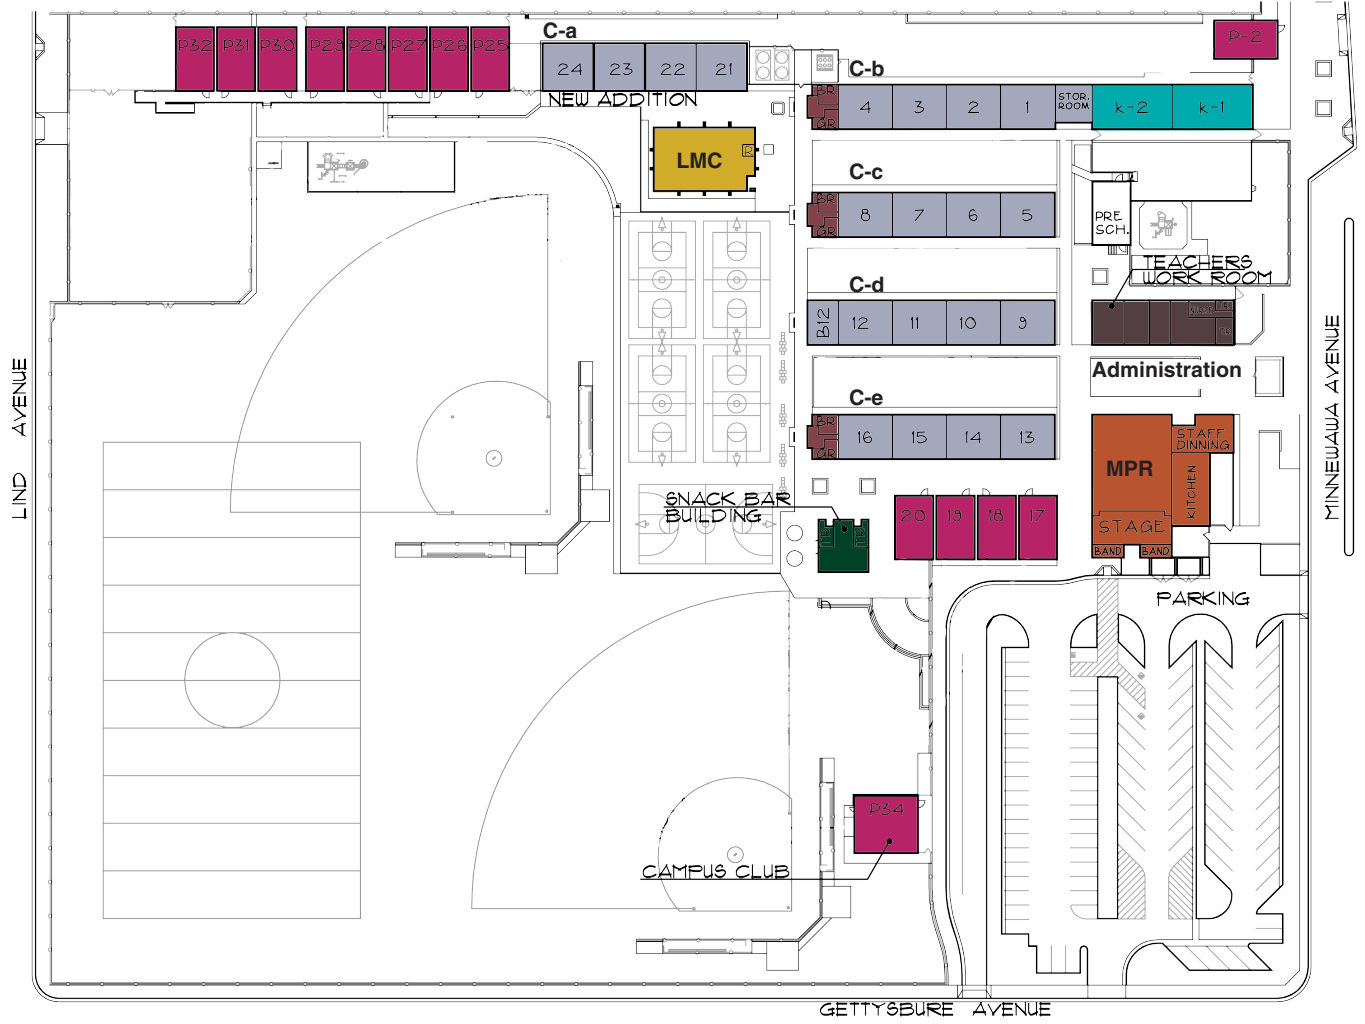 C-a
P32 P31 P30 P29 P28 P27 P26 P25
P-2
24 23 22 21
C-b
NEW ADDITION
BR
GR
4 3 2 1
STOR.
ROOM
k-2 k-1
LMC
R
C-c
BR
GR
8 7 6 5
PRE
SCH.
TEACHERS
WORK ROOM
C-d
B12
12 11 10 9
Administration
LIND AVENUE
MINNEWAWA AVENUE
C-e
BR
GR
16 15 14 13
MPR
STAFF
DINNING
KITCHEN
STAGE
BAND BAND
SNACK BAR
BUILDING
20 19 18 17
PARKING
P34
CAMPUS CLUB
GETTYSBURE AVENUE